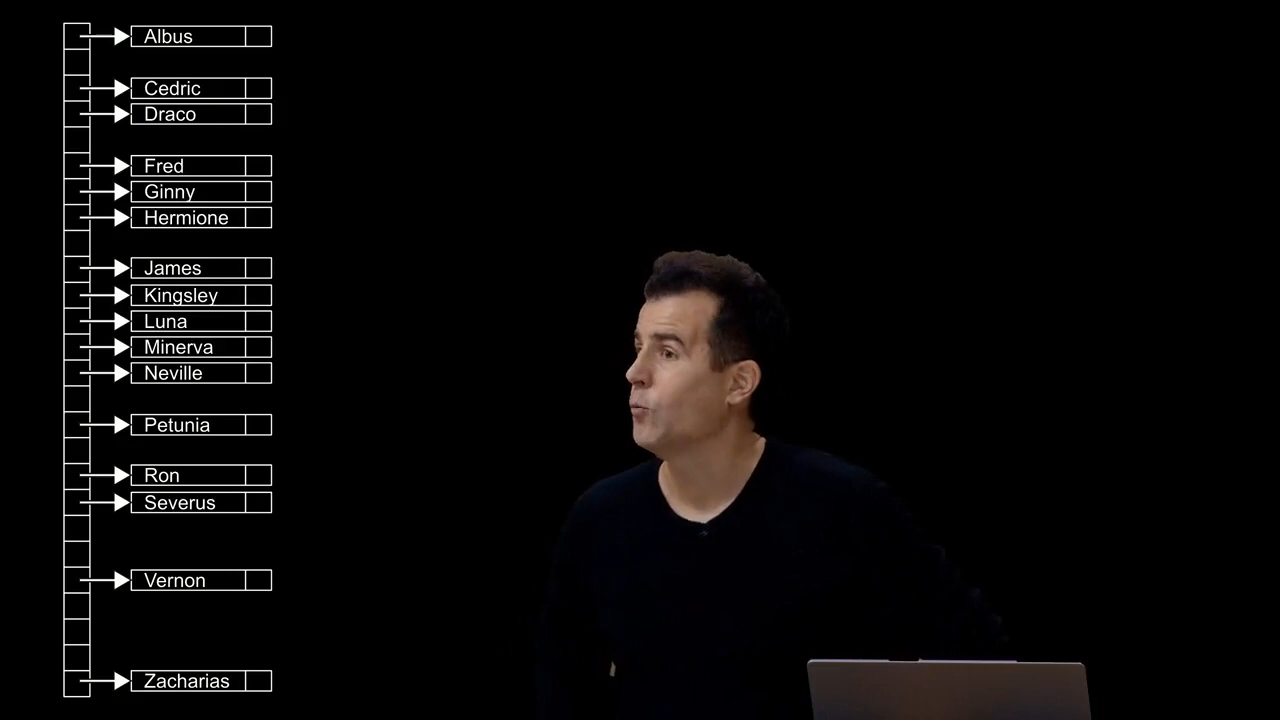 Albus
Cedric
Draco
Fred
Ginny
Hermione
James
Kingsley
Luna
Minerva
Neville
Petunia
Ron
Severus
Vernon
Zacharias